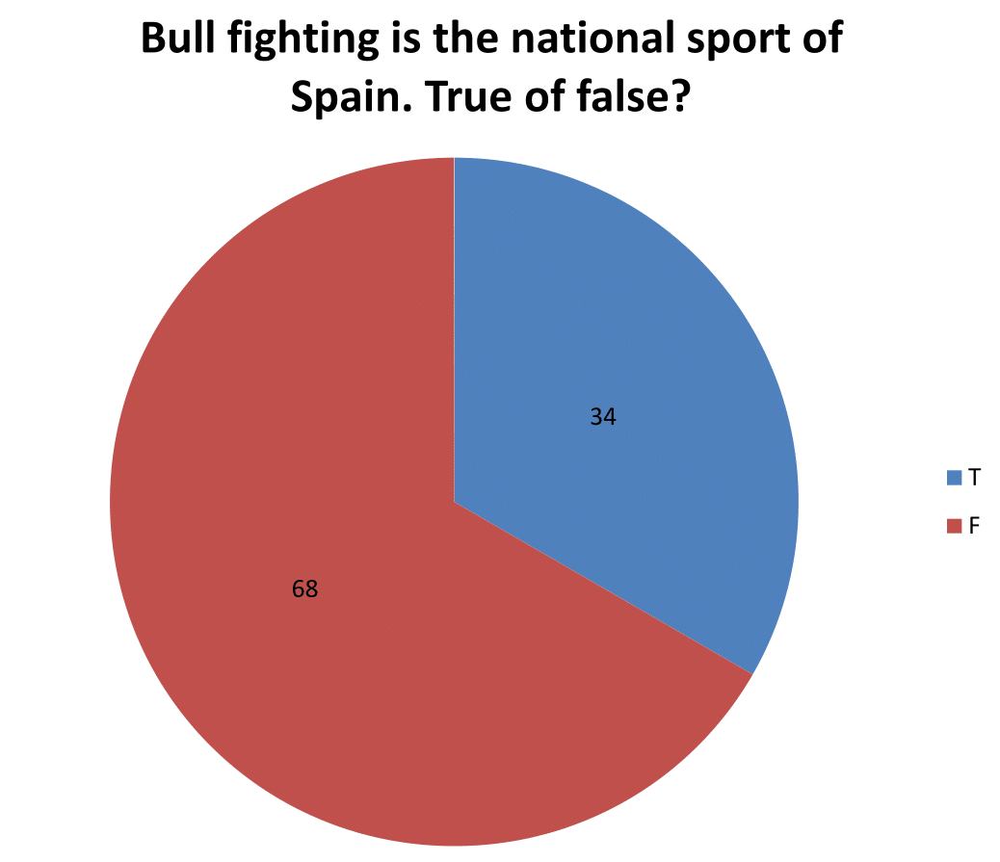 Bull fighting is the national sport of
Spain. True of false?
34
68
T
F